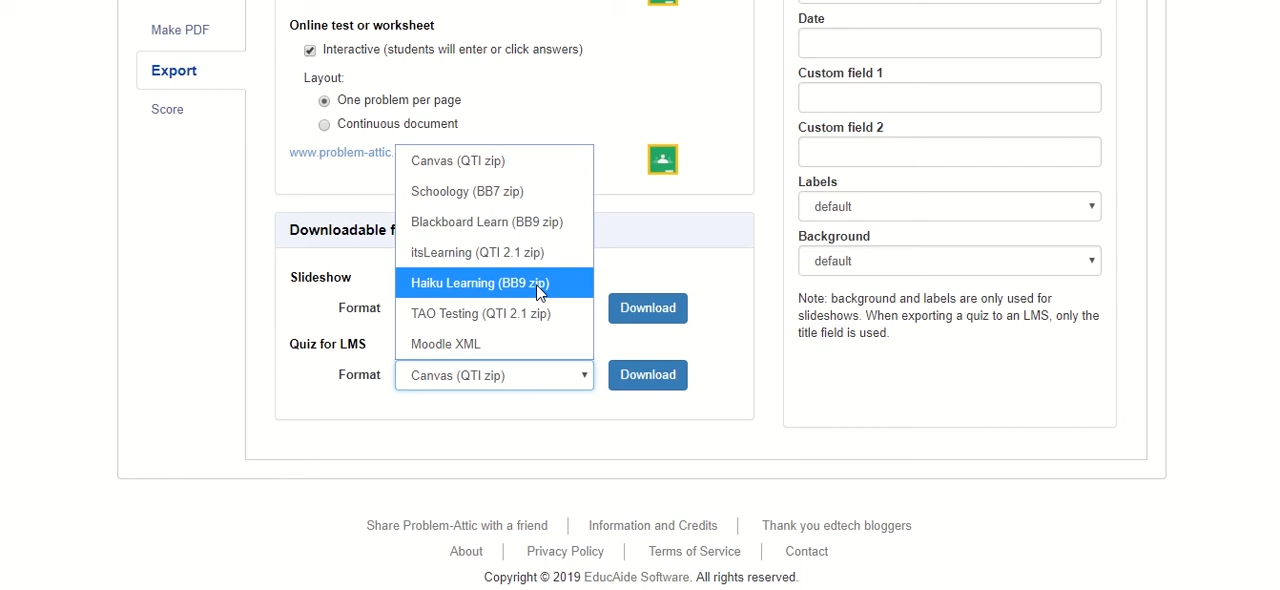 Make PDF
Export
Score
Online test or worksheet
Interactive (students will enter or click answers)
Layout:
One problem per page
Continuous document
www.problem-attic.
Downloadable f
Slideshow
Format
Download
Quiz for LMS
Format
Canvas (QTI zip)
Schoology (BB7 zip)
Blackboard Learn (BB9 zip)
itsLearning (QTI 2.1 zip)
Haiku Learning (BB9 zip)
TAO Testing (QTI 2.1 zip)
Moodle XML
Canvas (QTI zip)
Download
Date
Custom field 1
Custom field 2
Labels
default
Background
default
Note: background and labels are only used for
slideshows. When exporting a quiz to an LMS, only the
title field is used.
Share Problem-Attic with a friend
Information and Credits
Thank you edtech bloggers
About
Privacy Policy
Terms of Service
Contact
Copyright © 2019 EducAide Software. All rights reserved.